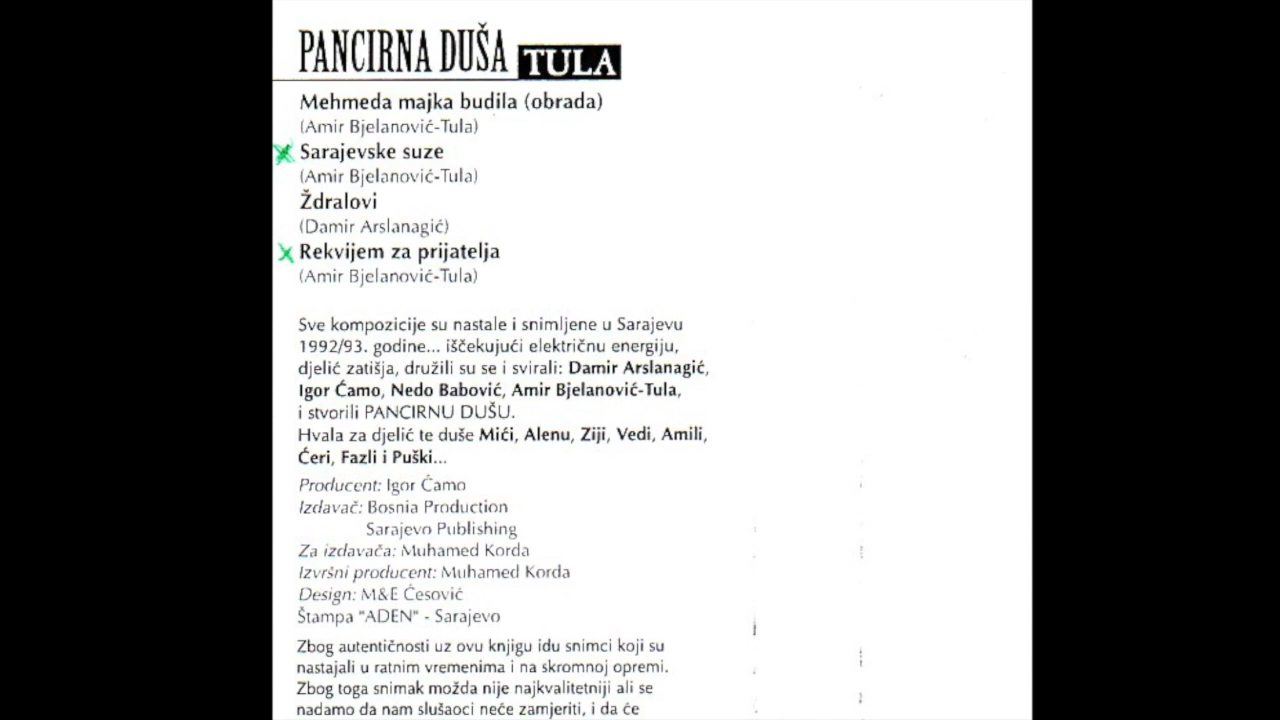 PANCIRNA DUŠA TULA
Mehmeda majka budila (obrada)
(Amir Bjelanović-Tula)
Sarajevske suze
(Amir Bjelanović-Tula)
Ždralovi
(Damir Arslanagić)
Rekvijem za prijatelja
(Amir Bjelanović-Tula)
Sve kompozicije su nastale i snimljene u Sarajevu
1992/93. godine... iščekujući električnu energiju,
djelić zatišja, družili su se i svirali: Damir Arslanagić,
Igor Ćamo, Nedo Babović, Amir Bjelanović-Tula,
i stvorili PANCIRNU DUŠU.
Hvala za djelić te duše Mići, Alenu, Ziji, Vedi, Amili,
Ćeri, Fazli i Puški...
Producent: Igor Ćamo
Izdavač: Bosnia Production
Sarajevo Publishing
Za izdavača: Muhamed Korda
Izvršni producent: Muhamed Korda
Design: M&E Česović
Štampa "ADEN" - Sarajevo
Zbog autentičnosti uz ovu knjigu idu snimci koji su
nastajali u ratnim vremenima i na skromnoj opremi.
Zbog toga snimak možda nije najkvalitetniji ali se
nadamo da nam slušaoci neće zamjeriti, i da će